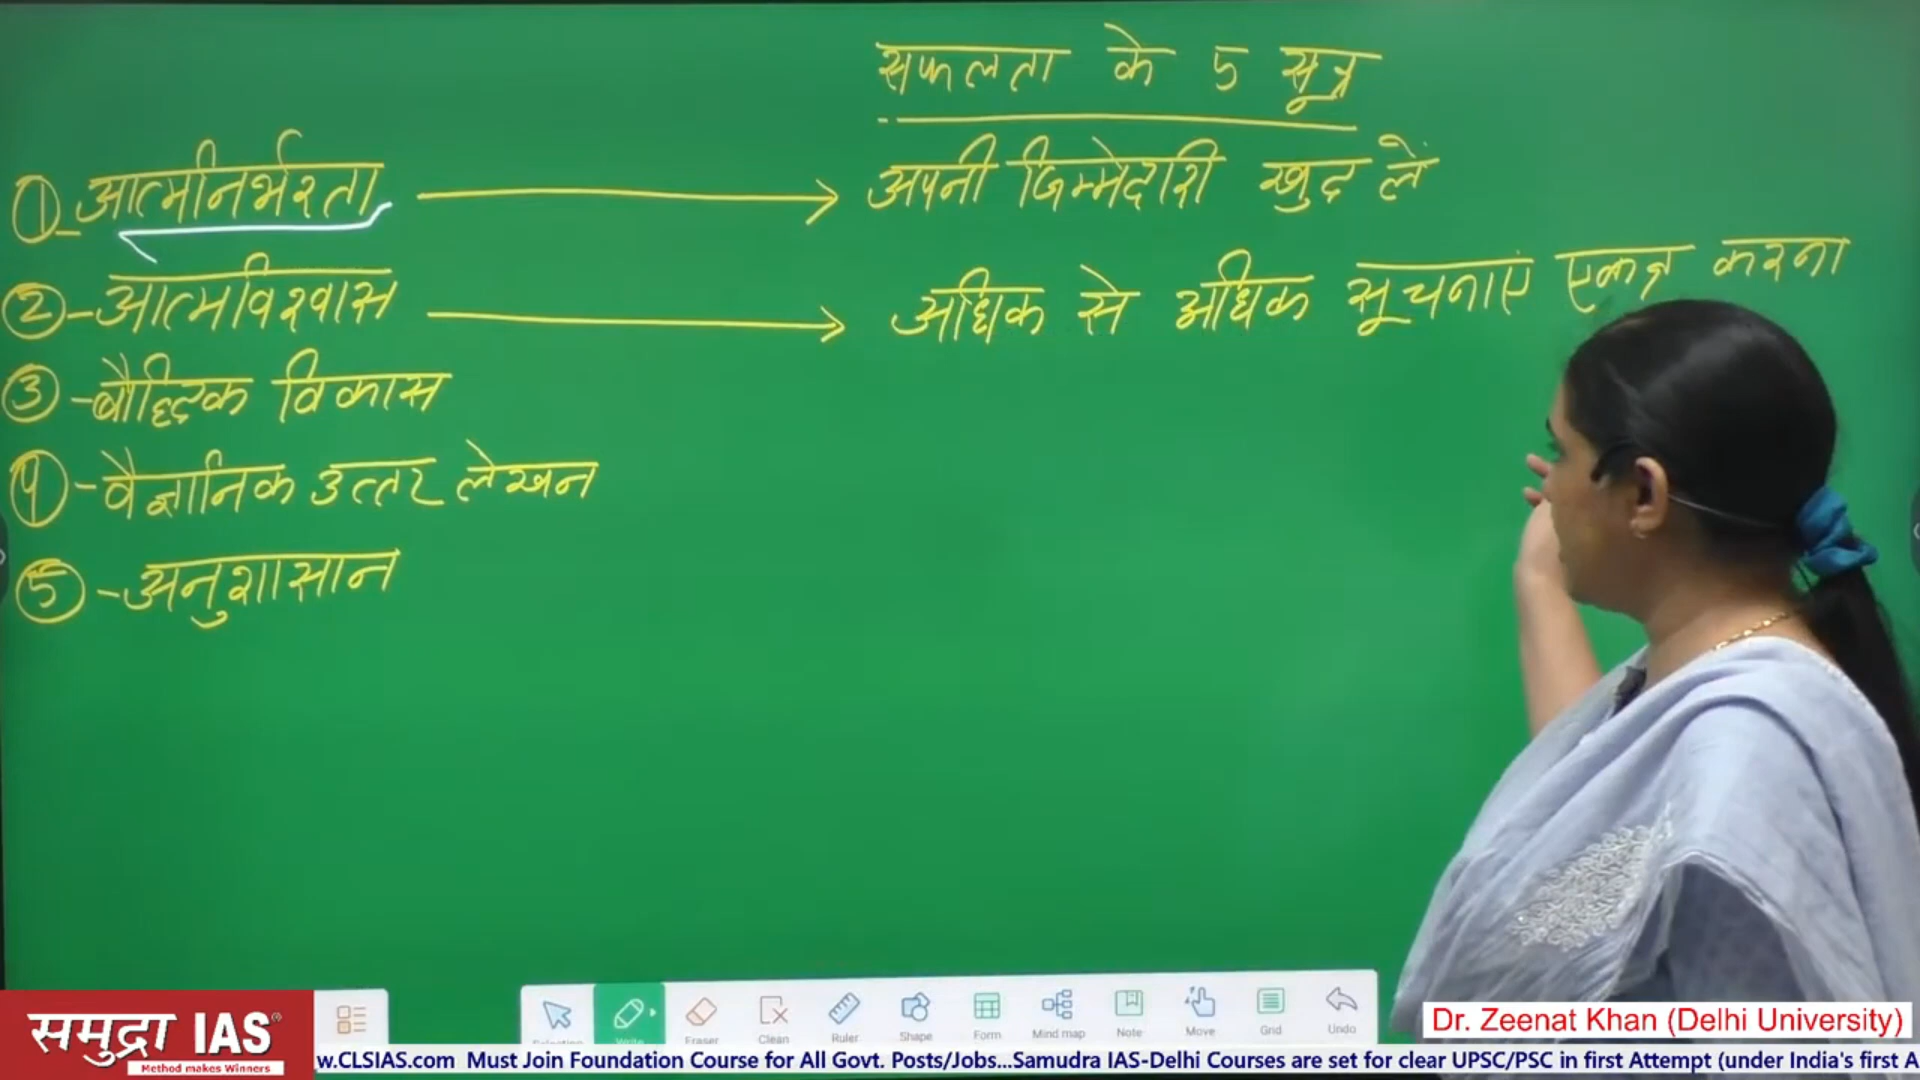 सफलता के 5 सूत्र
① आत्मनिर्भरता → अपनी जिम्मेदारी खुद लें
② - आत्मविश्वास → अधिक से अधिक सूचनाएं एकत्र करना
③ - बौद्धिक विकास
④ - वैज्ञानिक उत्तर लेखन
⑤ - अनुशासान
Write Eraser Clean Ruler Shape Form Mind map Note Move Grid Undo
समुद्रा IAS
Method makes Winners
Dr. Zeenat Khan (Delhi University)
w.CLSIAS.com Must Join Foundation Course for All Govt. Posts/Jobs...Samudra IAS-Delhi Courses are set for clear UPSC/PSC in first Attempt (under India's first A